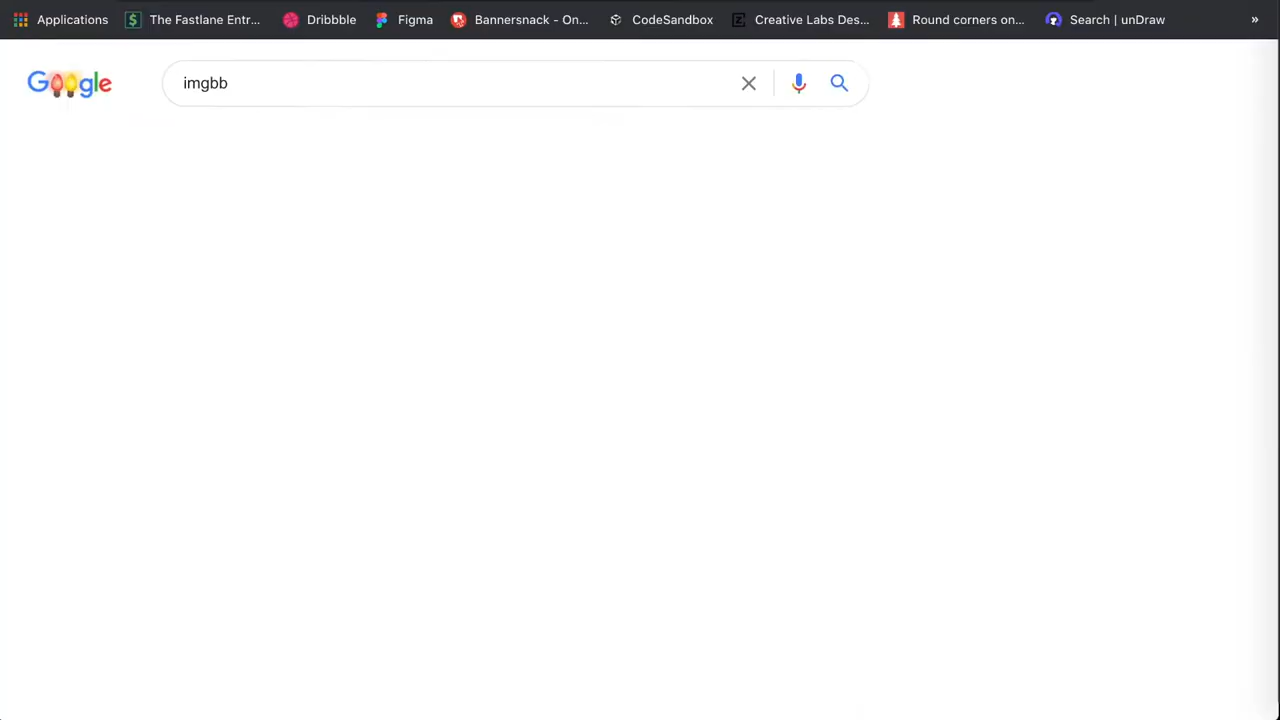 Applications The Fastlane Entr... Dribbble Figma Bannersnack - On... CodeSandbox Creative Labs Des... Round corners on... Search | unDraw »
Google imgbb